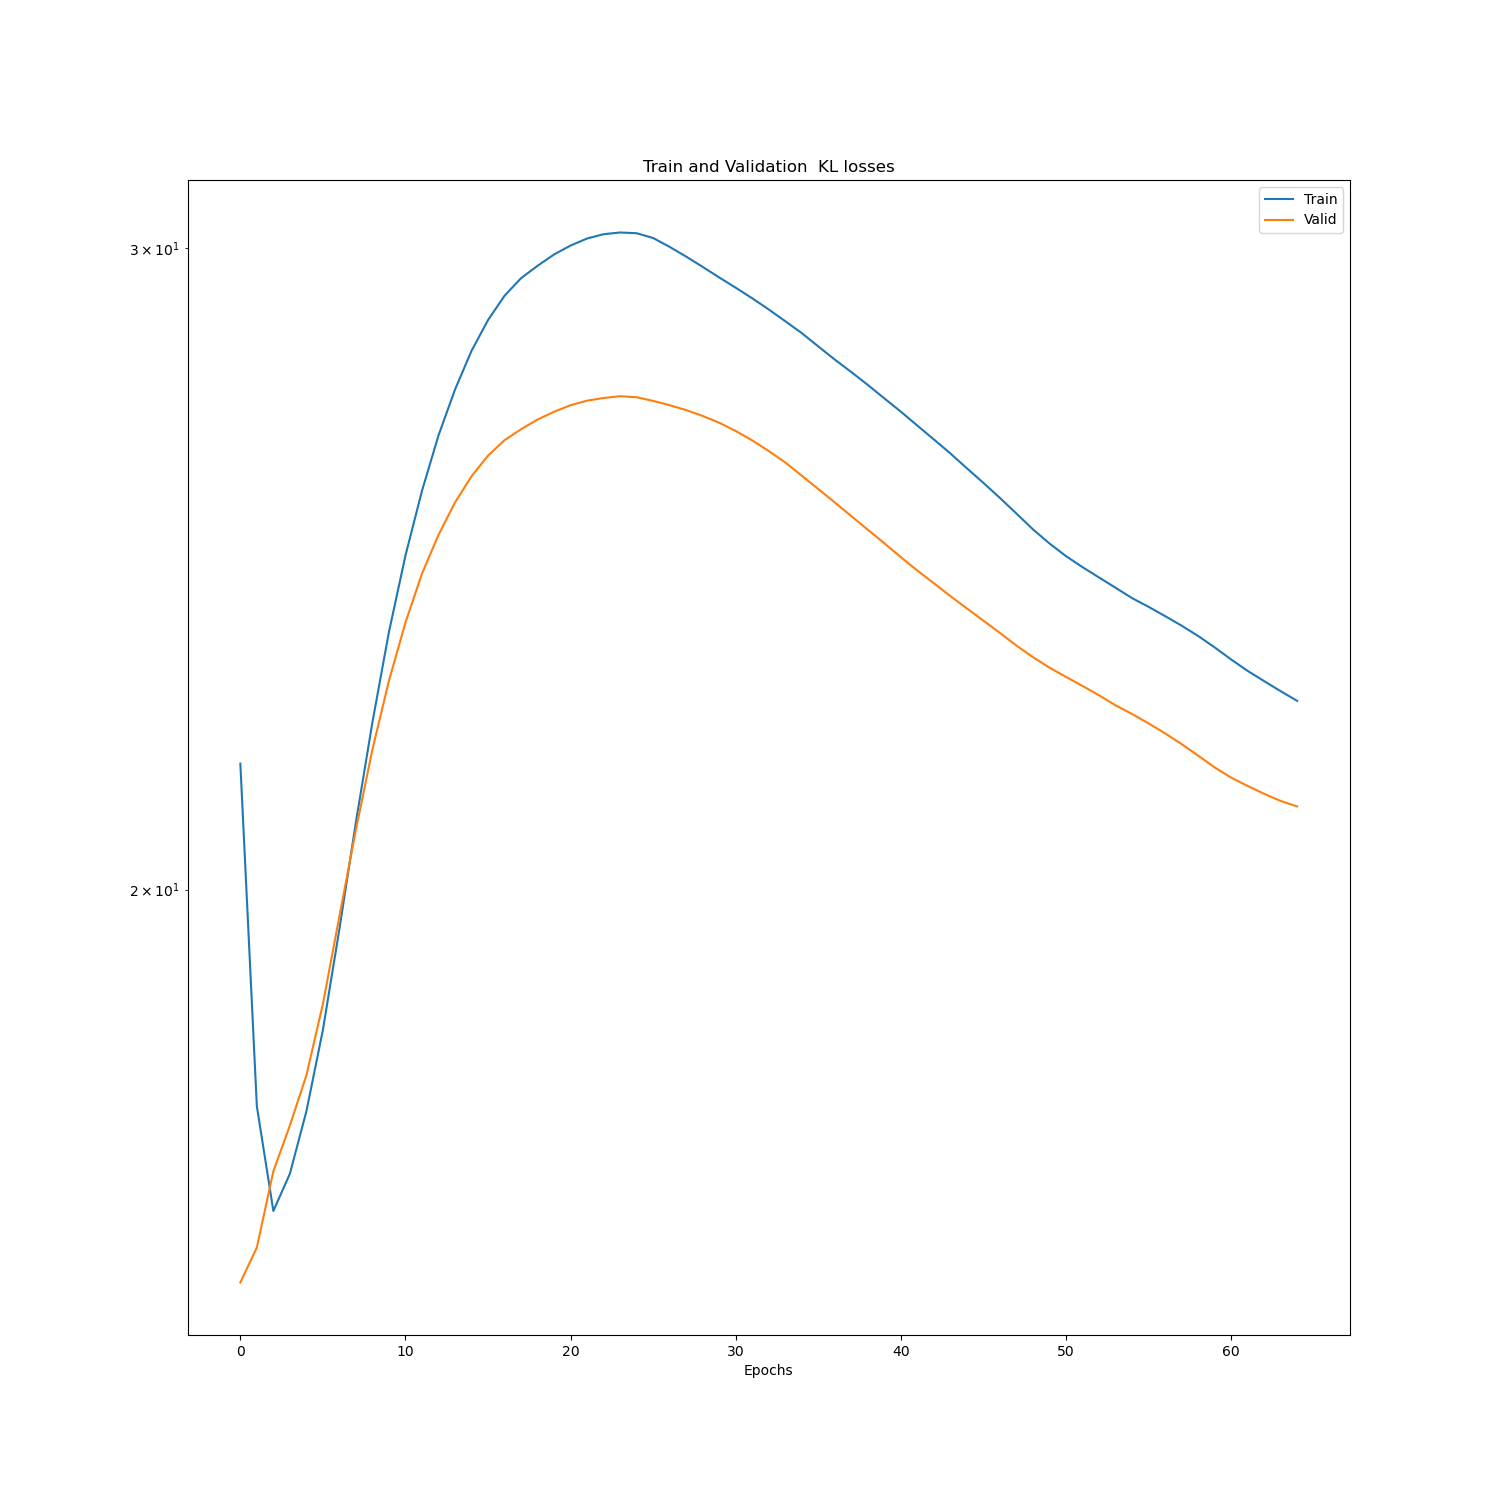 Train and Validation  KL losses
Train
Valid
3 × 10¹
2 × 10¹
0 10 20 30 40 50 60
Epochs